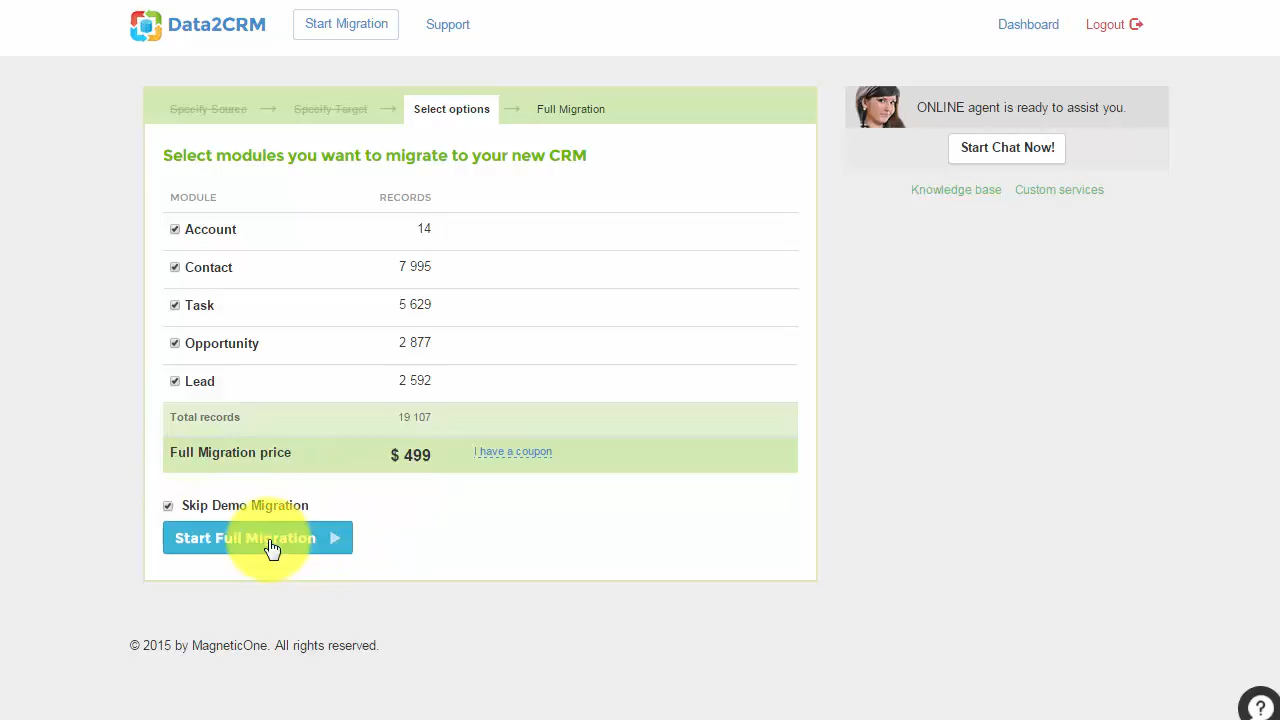 Data2CRM
Start Migration
Support
Dashboard
Logout
Specify Source
Specify Target
Select options
Full Migration
Select modules you want to migrate to your new CRM
MODULE RECORDS
Account 14
Contact 7 995
Task 5 629
Opportunity 2 877
Lead 2 592
Total records 19 107
Full Migration price $ 499 I have a coupon
Skip Demo Migration
Start Full Migration
ONLINE agent is ready to assist you.
Start Chat Now!
Knowledge base Custom services
© 2015 by MagneticOne. All rights reserved.
?